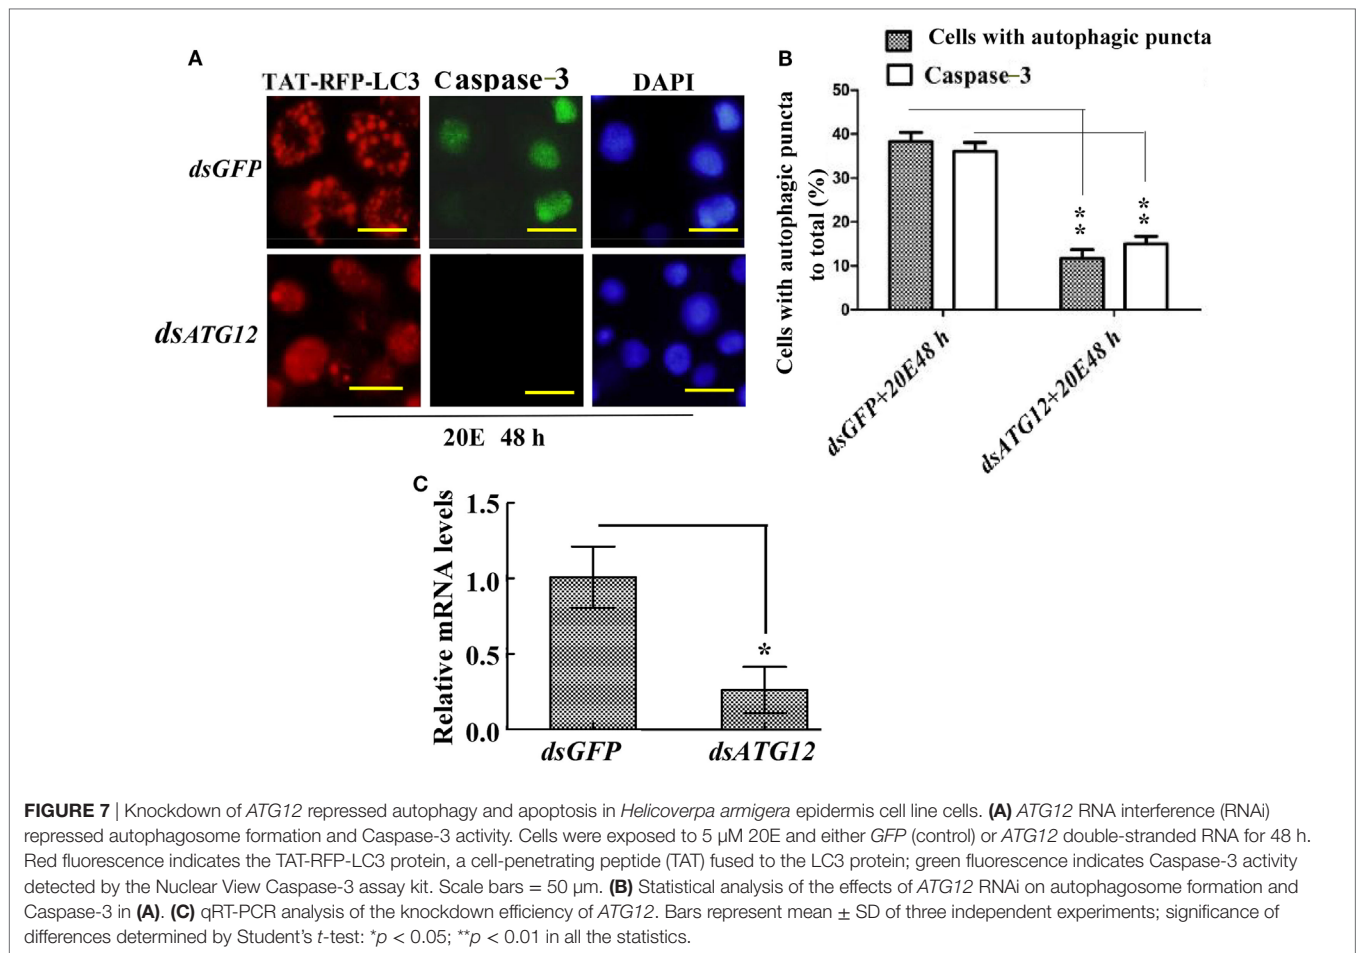 A
TAT-RFP-LC3 Caspase-3 DAPI
dsGFP
dsATG12
20E 48 h
B
Cells with autophagic puncta
Caspase-3
Cells with autophagic puncta
to total (%)
50
40
30
20
10
0
**
**
dsGFP+20E48 h
dsATG12+20E48 h
C
Relative mRNA levels
1.5
1.0
0.5
0.0
*
dsGFP
dsATG12
FIGURE 7 | Knockdown of ATG12 repressed autophagy and apoptosis in Helicoverpa armigera epidermis cell line cells. (A) ATG12 RNA interference (RNAi)
repressed autophagosome formation and Caspase-3 activity. Cells were exposed to 5 µM 20E and either GFP (control) or ATG12 double-stranded RNA for 48 h.
Red fluorescence indicates the TAT-RFP-LC3 protein, a cell-penetrating peptide (TAT) fused to the LC3 protein; green fluorescence indicates Caspase-3 activity
detected by the Nuclear View Caspase-3 assay kit. Scale bars = 50 µm. (B) Statistical analysis of the effects of ATG12 RNAi on autophagosome formation and
Caspase-3 in (A). (C) qRT-PCR analysis of the knockdown efficiency of ATG12. Bars represent mean ± SD of three independent experiments; significance of
differences determined by Student's t-test: *p < 0.05; **p < 0.01 in all the statistics.